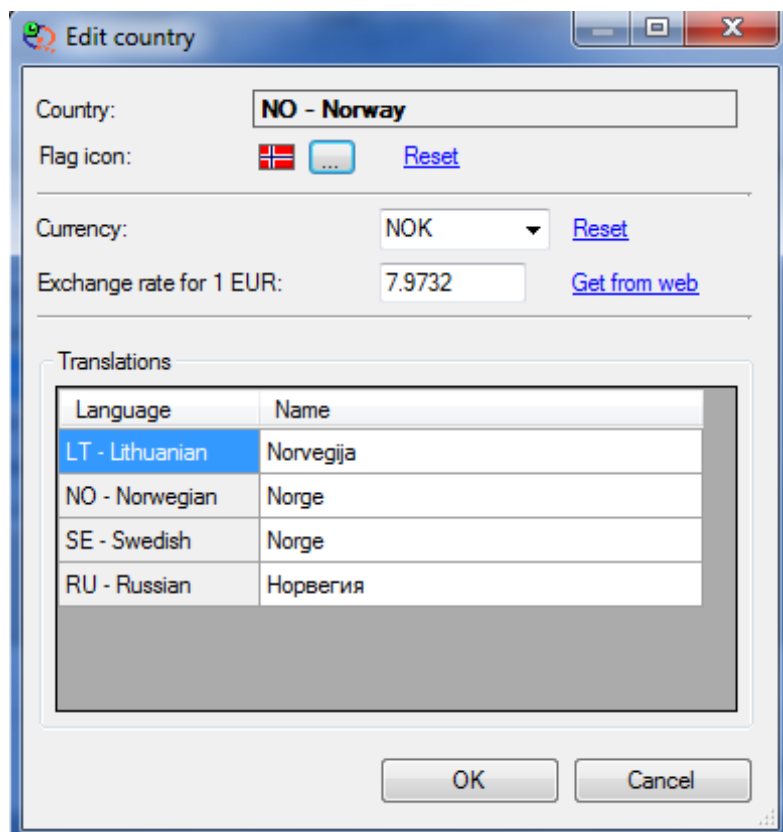 Edit country
Country: NO - Norway
Flag icon: ... Reset
Currency: NOK Reset
Exchange rate for 1 EUR: 7.9732 Get from web
Translations
Language Name
LT - Lithuanian Norvegija
NO - Norwegian Norge
SE - Swedish Norge
RU - Russian Норвегия
OK Cancel